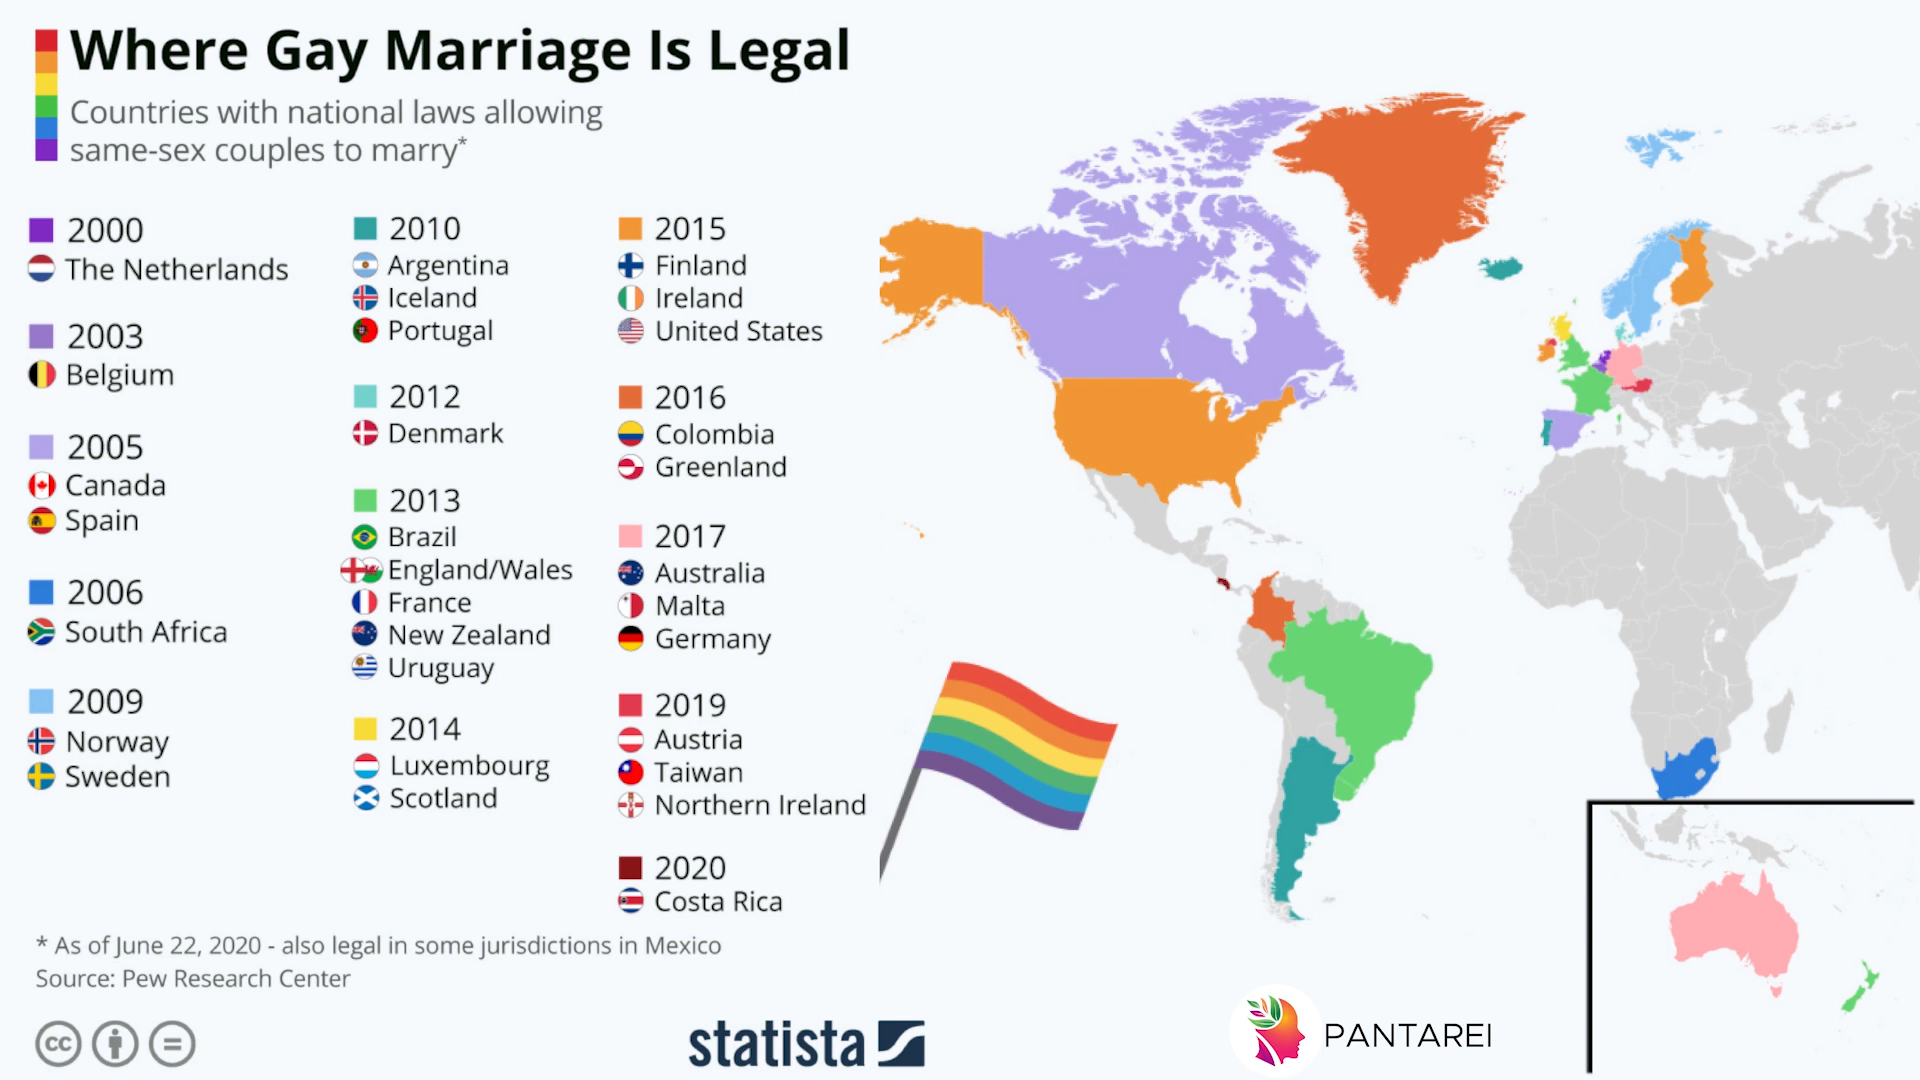 Where Gay Marriage Is Legal
Countries with national laws allowing
same-sex couples to marry*
2000
The Netherlands
2003
Belgium
2005
Canada
Spain
2006
South Africa
2009
Norway
Sweden
2010
Argentina
Iceland
Portugal
2012
Denmark
2013
Brazil
England/Wales
France
New Zealand
Uruguay
2014
Luxembourg
Scotland
2015
Finland
Ireland
United States
2016
Colombia
Greenland
2017
Australia
Malta
Germany
2019
Austria
Taiwan
Northern Ireland
2020
Costa Rica
* As of June 22, 2020 - also legal in some jurisdictions in Mexico
Source: Pew Research Center
cc
statista
PANTAREI